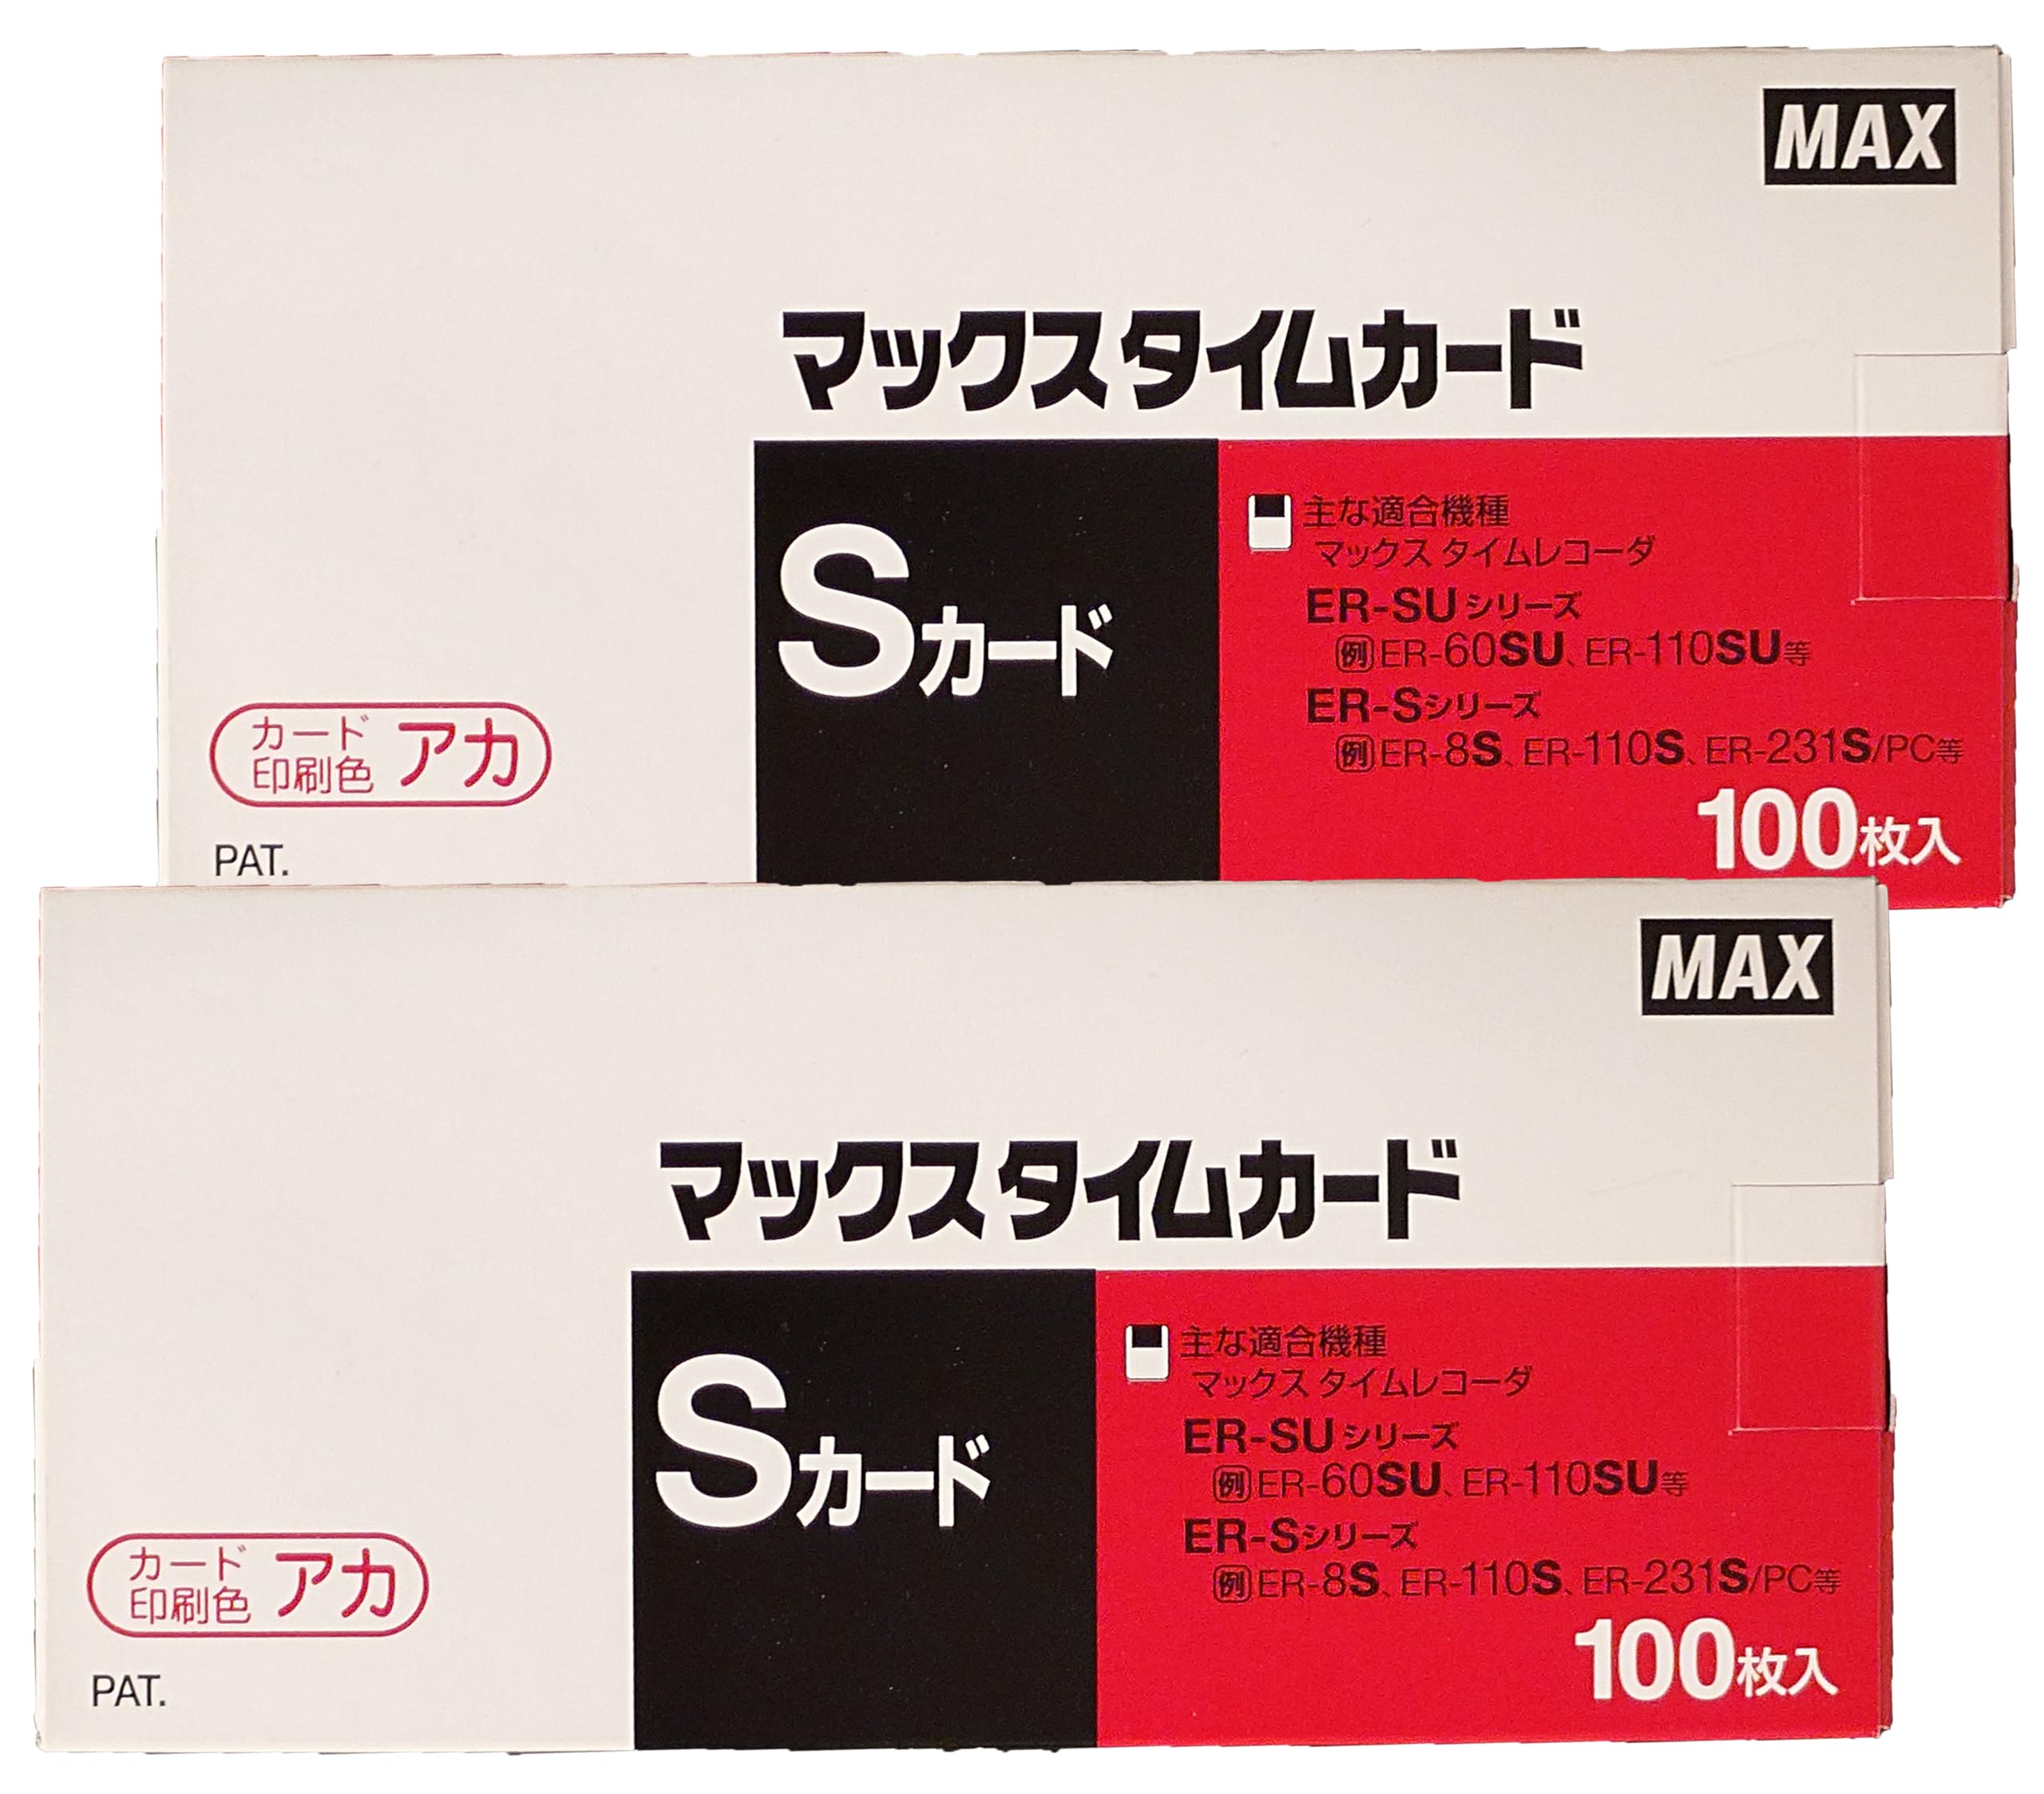 MAX
マックスタイムカード
Sカード
主な適合機種
マックス タイムレコーダ
ER-SUシリーズ
例ER-60SU、ER-110SU等
ER-Sシリーズ
例ER-8S、ER-110S、ER-231S/PC等
100枚入
カード
印刷色 アカ
PAT.
MAX
マックスタイムカード
Sカード
主な適合機種
マックス タイムレコーダ
ER-SUシリーズ
例ER-60SU、ER-110SU等
ER-Sシリーズ
例ER-8S、ER-110S、ER-231S/PC等
100枚入
カード
印刷色 アカ
PAT.